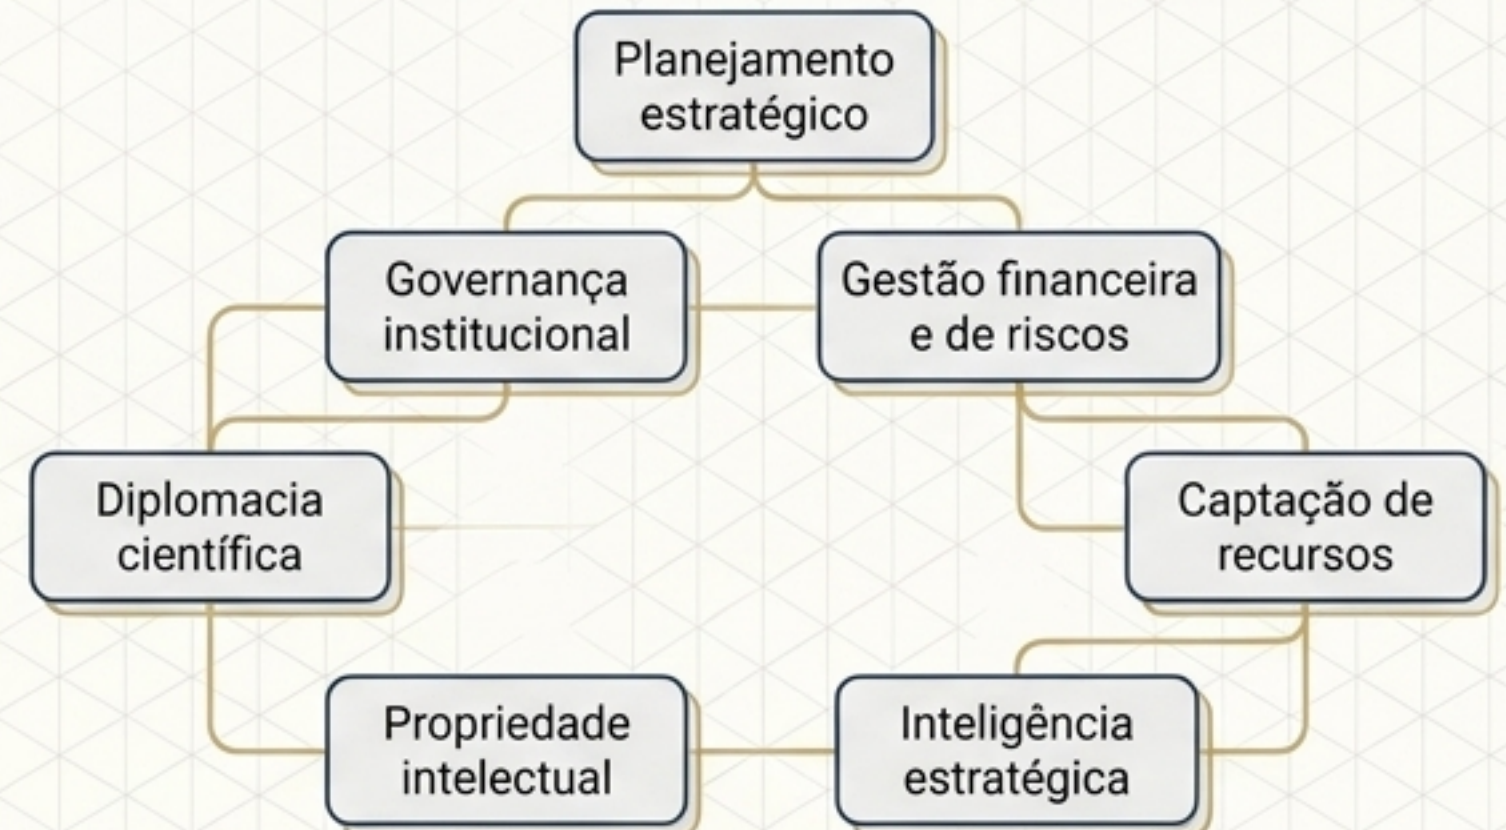 Planejamento
estratégico
Governança
institucional
Gestão financeira
e de riscos
Diplomacia
científica
Captação de
recursos
Propriedade
intelectual
Inteligência
estratégica